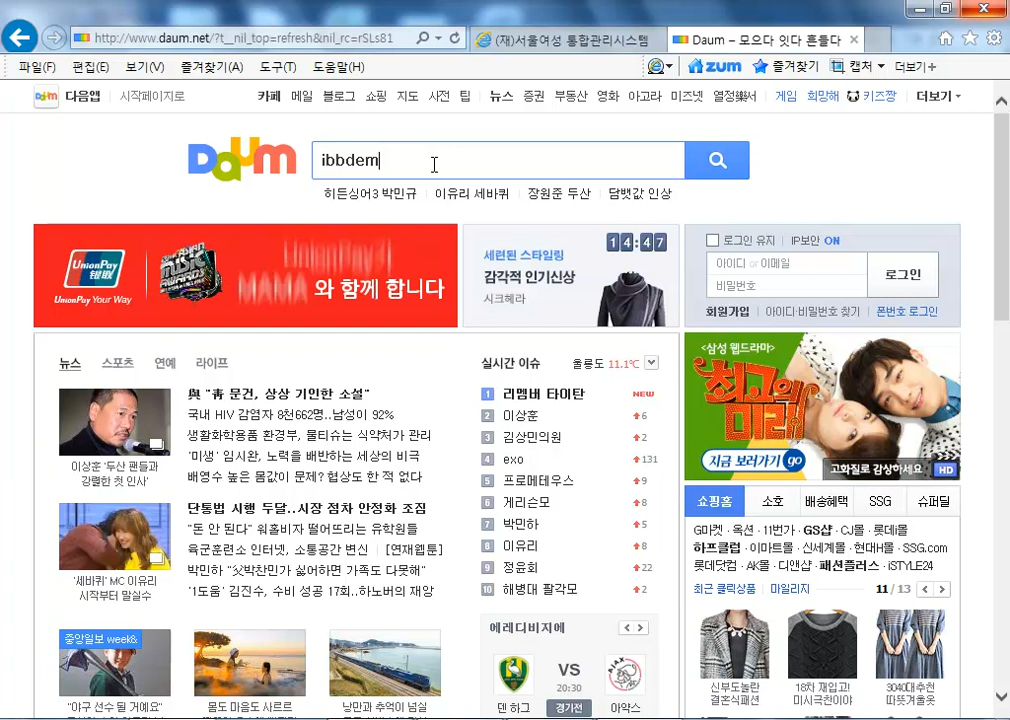 http://www.daum.net/?t__nil_top=refresh&nil_rc=rSLs81
(재)서울여성 통합관리시스템
Daum – 모으다 잇다 흔들다
파일(F) 편집(E) 보기(V) 즐겨찾기(A) 도구(T) 도움말(H)
zum 즐겨찾기 캡처 더보기+
Daum 다음앱 시작페이지로 카페 메일 블로그 쇼핑 지도 사전 팁 뉴스 증권 부동산 영화 아고라 미즈넷 열정樂서 게임 희망해 키즈짱 더보기
Daum
ibbdem
히든싱어3 박민규 이유리 세바퀴 장원준 두산 담뱃값 인상
UnionPay 银联
UnionPay Your Way
ASIAN MUSIC AWARDS
UnionPay가
MAMA 와 함께 합니다
세련된 스타일링
감각적 인기신상
시크헤라
14:47
로그인 유지 IP보안 ON
아이디 or 이메일
비밀번호
로그인
회원가입 아이디·비밀번호 찾기 폰번호 로그인
뉴스 스포츠 연예 라이프
與 "靑 문건, 상상 기인한 소설"
국내 HIV 감염자 8천662명..남성이 92%
생활화학용품 환경부, 물티슈는 식약처가 관리
'미생' 임시완, 노력을 배반하는 세상의 비극
배영수 높은 몸값이 문제? 협상도 한 적 없다
이상훈 '두산 팬들과
강렬한 첫 인사'
단통법 시행 두달..시장 점차 안정화 조짐
"돈 안 된다" 워홀비자 떨어뜨리는 유학원들
육군훈련소 인터넷, 소통공간 변신 [연재웹툰]
박민하 "父박찬민가 싫어하면 가족도 다못해"
'1도움' 김진수, 수비 성공 17회..하노버의 재앙
'세바퀴' MC 이유리
시작부터 말실수
중앙일보 week&
"야구 선수 될 거예요"
몸도 마음도 사르르
낭만과 추억이 넘실
실시간 이슈 울릉도 11.1℃
1 리멤버 타이탄 NEW
2 이상훈 6
3 김상민의원 2
4 exo 131
5 프로메테우스 9
6 게리슨모 8
7 박민하 5
8 이유리 8
9 정윤회 22
10 해병대 팔각모 2
에레디비지에
VS
20:30
덴 하그 경기전 아약스
<삼성 웹드라마>
최고의 미래
지금 보러가기 go
고화질로 감상하세요 HD
쇼핑홈 소호 배송혜택 SSG 슈퍼딜
G마켓 · 옥션 · 11번가 · GS샵 · CJ몰 · 롯데i몰
하프클럽 · 이마트몰 · 신세계몰 · 현대H몰 · SSG.com
롯데닷컴 · AK몰 · 디앤샵 · 패션플러스 · iSTYLE24
최근 클릭상품 마일리지 11 / 13
신부도놀란
결혼식패션
18차 재입고!
미시극찬이야
3040대추천
따뜻겨울옷